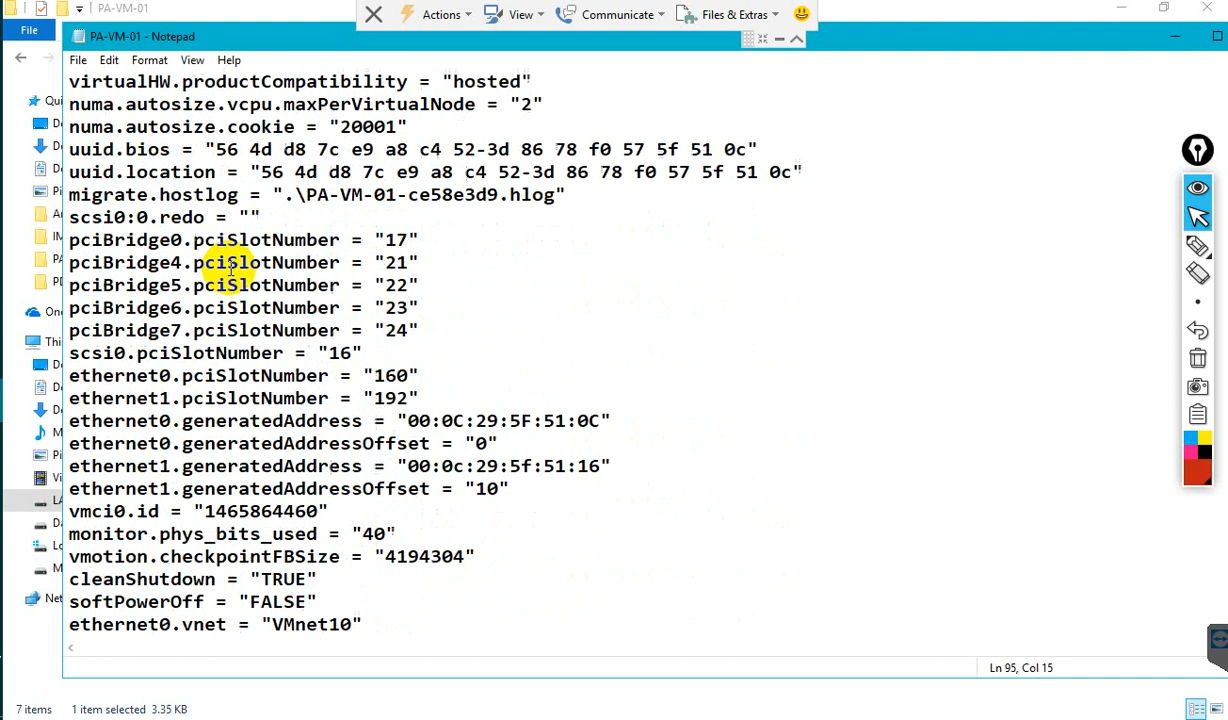 PA-VM-01
Actions
View
Communicate
Files & Extras
File
PA-VM-01 - Notepad
File Edit Format View Help
virtualHW.productCompatibility = "hosted"
numa.autosize.vcpu.maxPerVirtualNode = "2"
numa.autosize.cookie = "20001"
uuid.bios = "56 4d d8 7c e9 a8 c4 52-3d 86 78 f0 57 5f 51 0c"
uuid.location = "56 4d d8 7c e9 a8 c4 52-3d 86 78 f0 57 5f 51 0c"
migrate.hostlog = ".\PA-VM-01-ce58e3d9.hlog"
scsi0:0.redo = ""
pciBridge0.pciSlotNumber = "17"
pciBridge4.pciSlotNumber = "21"
pciBridge5.pciSlotNumber = "22"
pciBridge6.pciSlotNumber = "23"
pciBridge7.pciSlotNumber = "24"
scsi0.pciSlotNumber = "16"
ethernet0.pciSlotNumber = "160"
ethernet1.pciSlotNumber = "192"
ethernet0.generatedAddress = "00:0C:29:5F:51:0C"
ethernet0.generatedAddressOffset = "0"
ethernet1.generatedAddress = "00:0c:29:5f:51:16"
ethernet1.generatedAddressOffset = "10"
vmci0.id = "1465864460"
monitor.phys_bits_used = "40"
vmotion.checkpointFBSize = "4194304"
cleanShutdown = "TRUE"
softPowerOff = "FALSE"
ethernet0.vnet = "VMnet10"
Ln 95, Col 15
7 items 1 item selected 3.35 KB